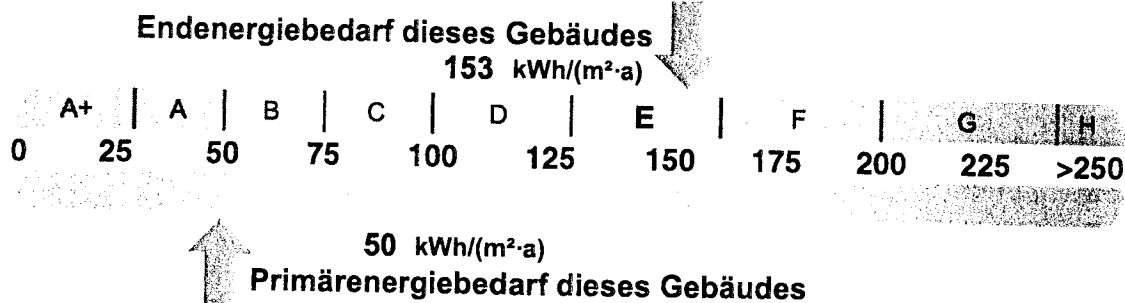 Endenergiebedarf dieses Gebäudes
153 kWh/(m²·a)
A+ A B C D E F G H
0 25 50 75 100 125 150 175 200 225 >250
50 kWh/(m²·a)
Primärenergiebedarf dieses Gebäudes